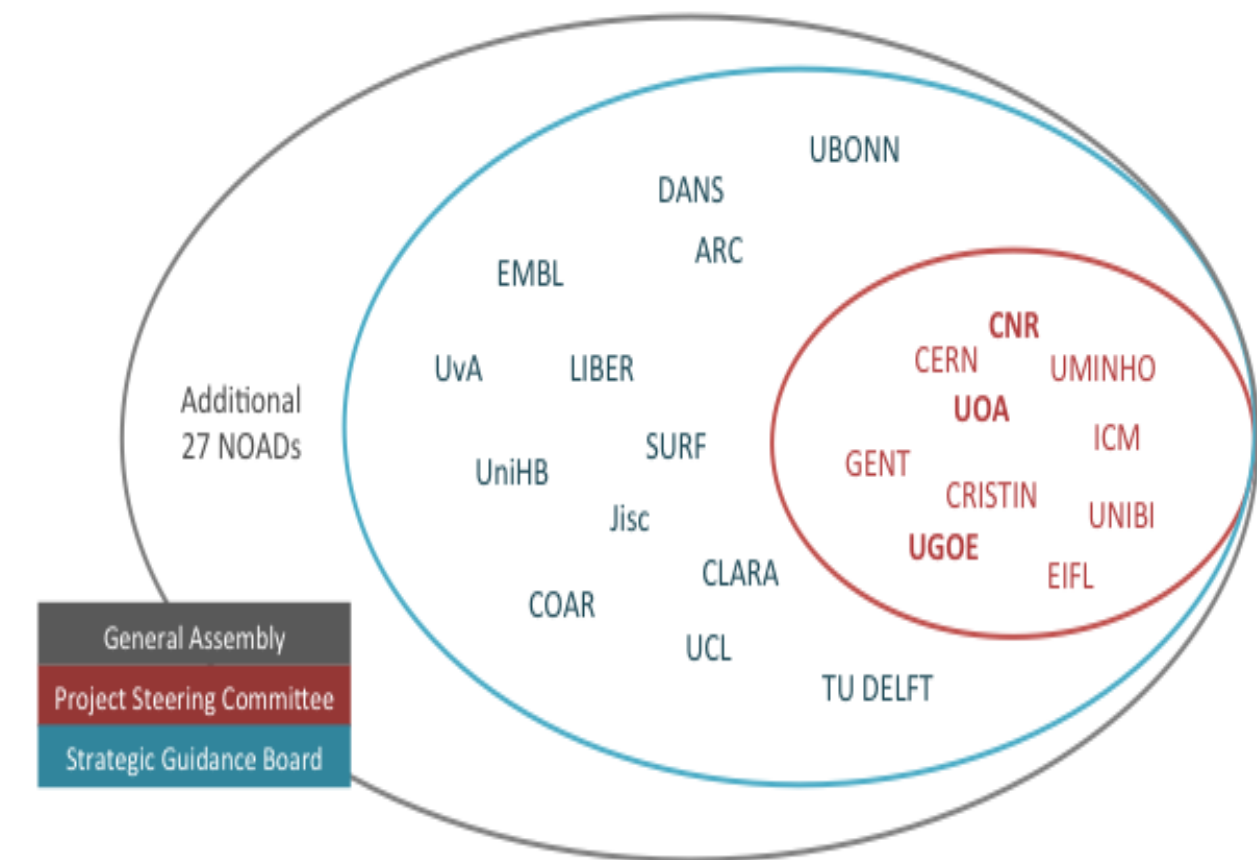 UBONN
DANS
ARC
EMBL
CNR
CERN
UMINHO
UvA
LIBER
Additional
27 NOADs
UOA
ICM
SURF
GENT
UniHB
CRISTIN
Jisc
UNIBI
UGOE
CLARA
EIFL
COAR
UCL
TU DELFT
General Assembly
Project Steering Committee
Strategic Guidance Board